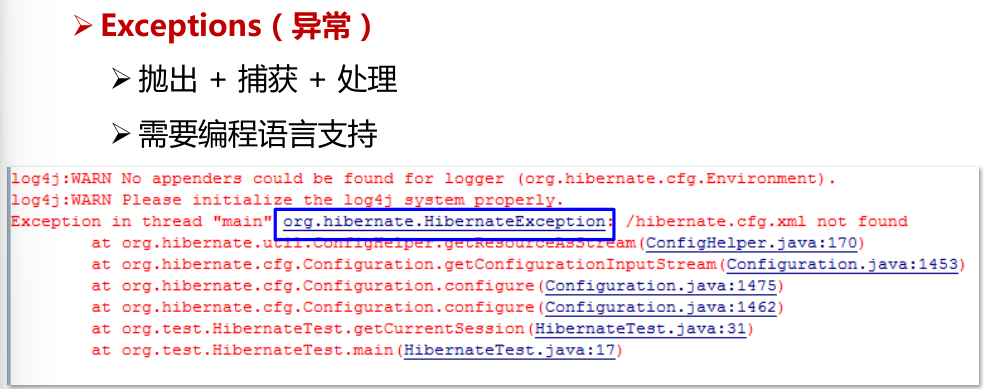 Exceptions（异常）
抛出 + 捕获 + 处理
需要编程语言支持
log4j:WARN No appenders could be found for logger (org.hibernate.cfg.Environment).
log4j:WARN Please initialize the log4j system properly.
Exception in thread "main" org.hibernate.HibernateException: /hibernate.cfg.xml not found
at org.hibernate.util.ConfigHelper.getResourceAsStream(ConfigHelper.java:170)
at org.hibernate.cfg.Configuration.getConfigurationInputStream(Configuration.java:1453)
at org.hibernate.cfg.Configuration.configure(Configuration.java:1475)
at org.hibernate.cfg.Configuration.configure(Configuration.java:1462)
at org.test.HibernateTest.getCurrentSession(HibernateTest.java:31)
at org.test.HibernateTest.main(HibernateTest.java:17)